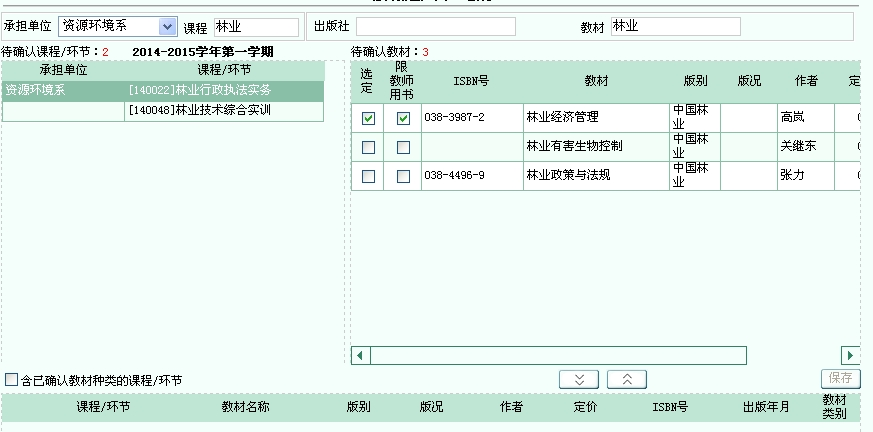 承担单位 资源环境系 课程 林业 出版社 教材 林业
待确认课程/环节：2 2014-2015学年第一学期 待确认教材：3
承担单位 课程/环节
资源环境系 [140022]林业行政执法实务
[140048]林业技术综合实训
选定 限教师用书 ISBN号 教材 版别 版况 作者 定
038-3987-2 林业经济管理 中国林业 高岚
林业有害生物控制 中国林业 关继东
038-4496-9 林业政策与法规 中国林业 张力
含已确认教材种类的课程/环节 保存
课程/环节 教材名称 版别 版况 作者 定价 ISBN号 出版年月 教材类别